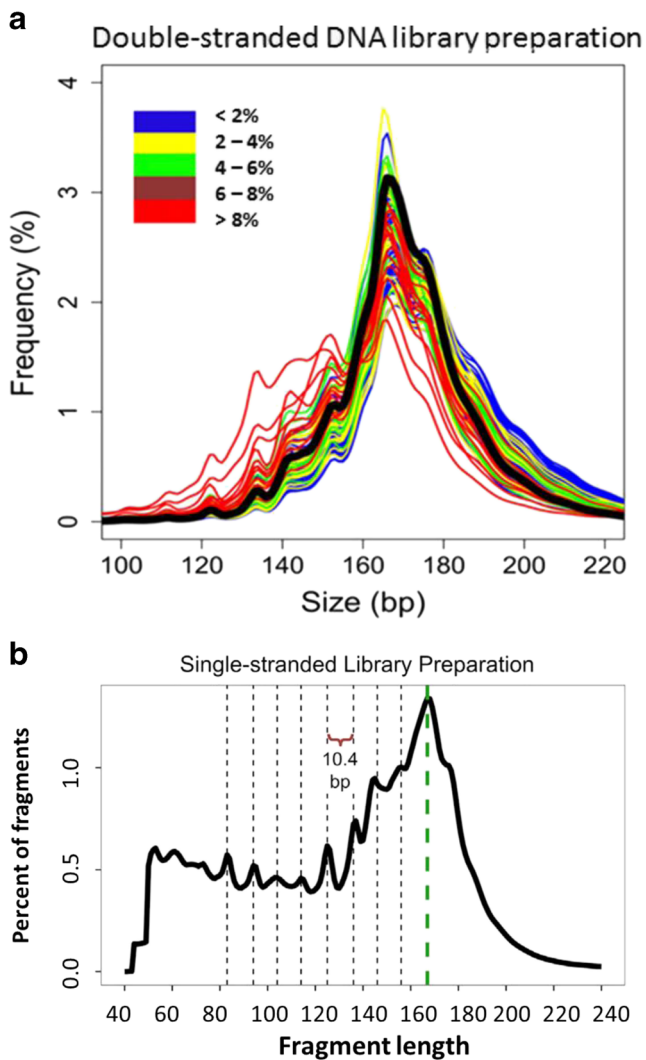 a
Double-stranded DNA library preparation
4
3
2
1
0
Frequency (%)
< 2%
2 – 4%
4 – 6%
6 – 8%
> 8%
100 120 140 160 180 200 220
Size (bp)
b
Single-stranded Library Preparation
1.0
0.5
0.0
Percent of fragments
10.4
bp
40 60 80 100 120 140 160 180 200 220 240
Fragment length